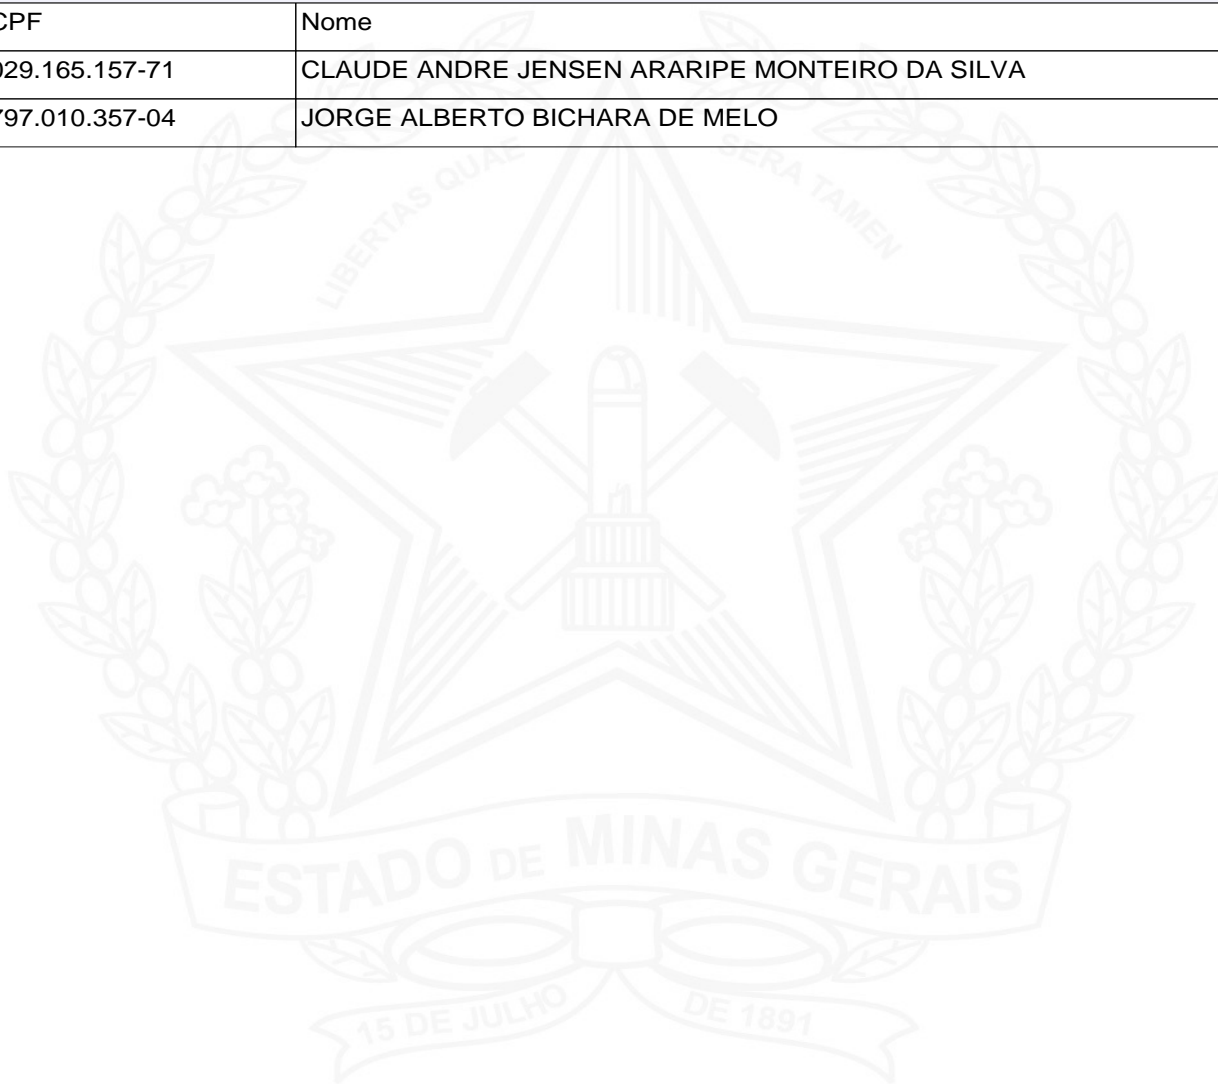 CPF Nome
029.165.157-71 CLAUDE ANDRE JENSEN ARARIPE MONTEIRO DA SILVA
797.010.357-04 JORGE ALBERTO BICHARA DE MELO
LIBERTAS QUAE SERA TAMEN
ESTADO DE MINAS GERAIS
15 DE JULHO DE 1891